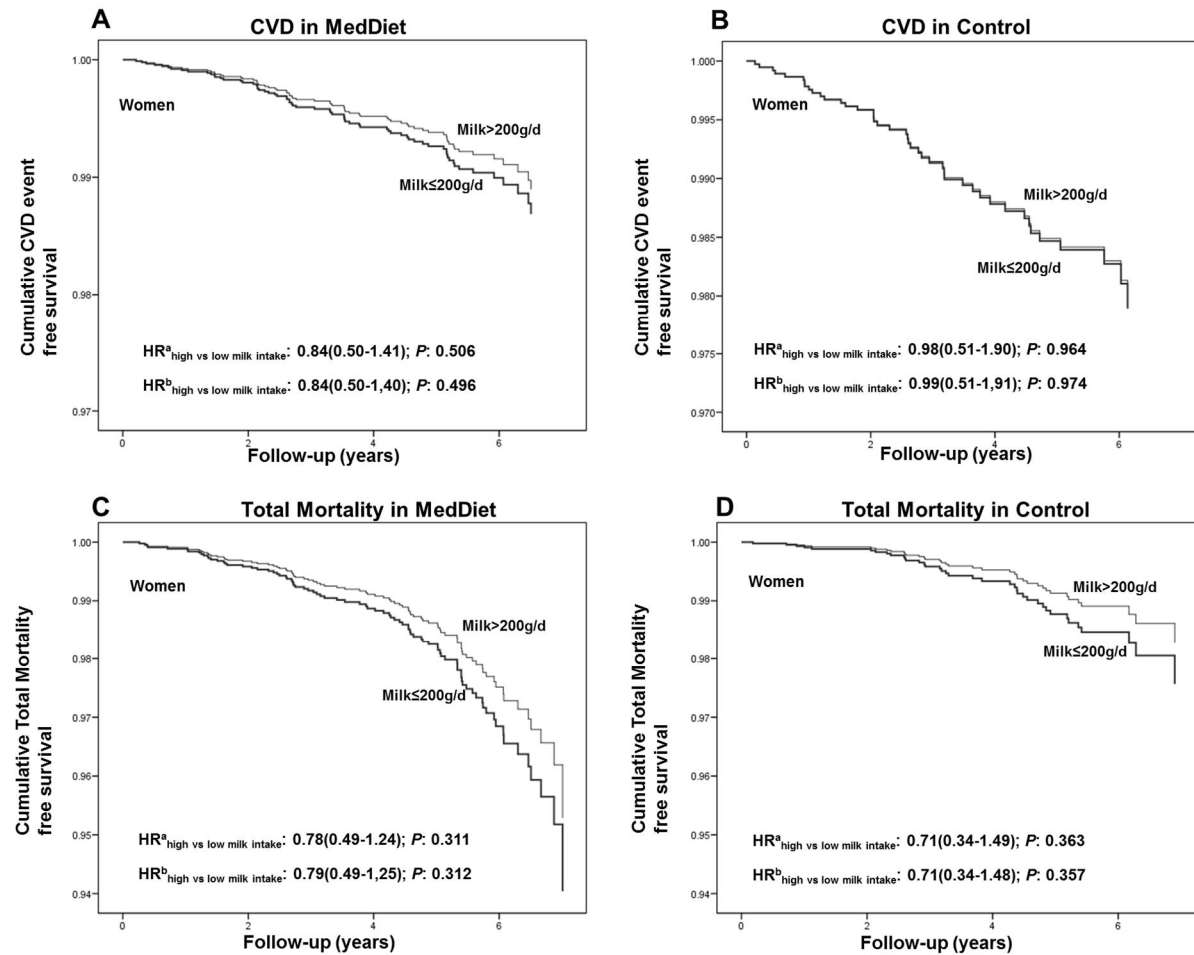 A
CVD in MedDiet
Cumulative CVD event
free survival
1.00
0.99
0.98
0.97
Women
Milk>200g/d
Milk≤200g/d
HRᵃ high vs low milk intake: 0.84(0.50-1.41); P: 0.506
HRᵇ high vs low milk intake: 0.84(0.50-1,40); P: 0.496
0 2 4 6
Follow-up (years)
B
CVD in Control
Cumulative CVD event
free survival
1.000
0.995
0.990
0.985
0.980
0.975
0.970
Women
Milk>200g/d
Milk≤200g/d
HRᵃ high vs low milk intake: 0.98(0.51-1.90); P: 0.964
HRᵇ high vs low milk intake: 0.99(0.51-1,91); P: 0.974
0 2 4 6
Follow-up (years)
C
Total Mortality in MedDiet
Cumulative Total Mortality
free survival
1.00
0.99
0.98
0.97
0.96
0.95
0.94
Women
Milk>200g/d
Milk≤200g/d
HRᵃ high vs low milk intake: 0.78(0.49-1.24); P: 0.311
HRᵇ high vs low milk intake: 0.79(0.49-1,25); P: 0.312
0 2 4 6
Follow-up (years)
D
Total Mortality in Control
Cumulative Total Mortality
free survival
1.00
0.99
0.98
0.97
0.96
0.95
0.94
Women
Milk>200g/d
Milk≤200g/d
HRᵃ high vs low milk intake: 0.71(0.34-1.49); P: 0.363
HRᵇ high vs low milk intake: 0.71(0.34-1.48); P: 0.357
0 2 4 6
Follow-up (years)